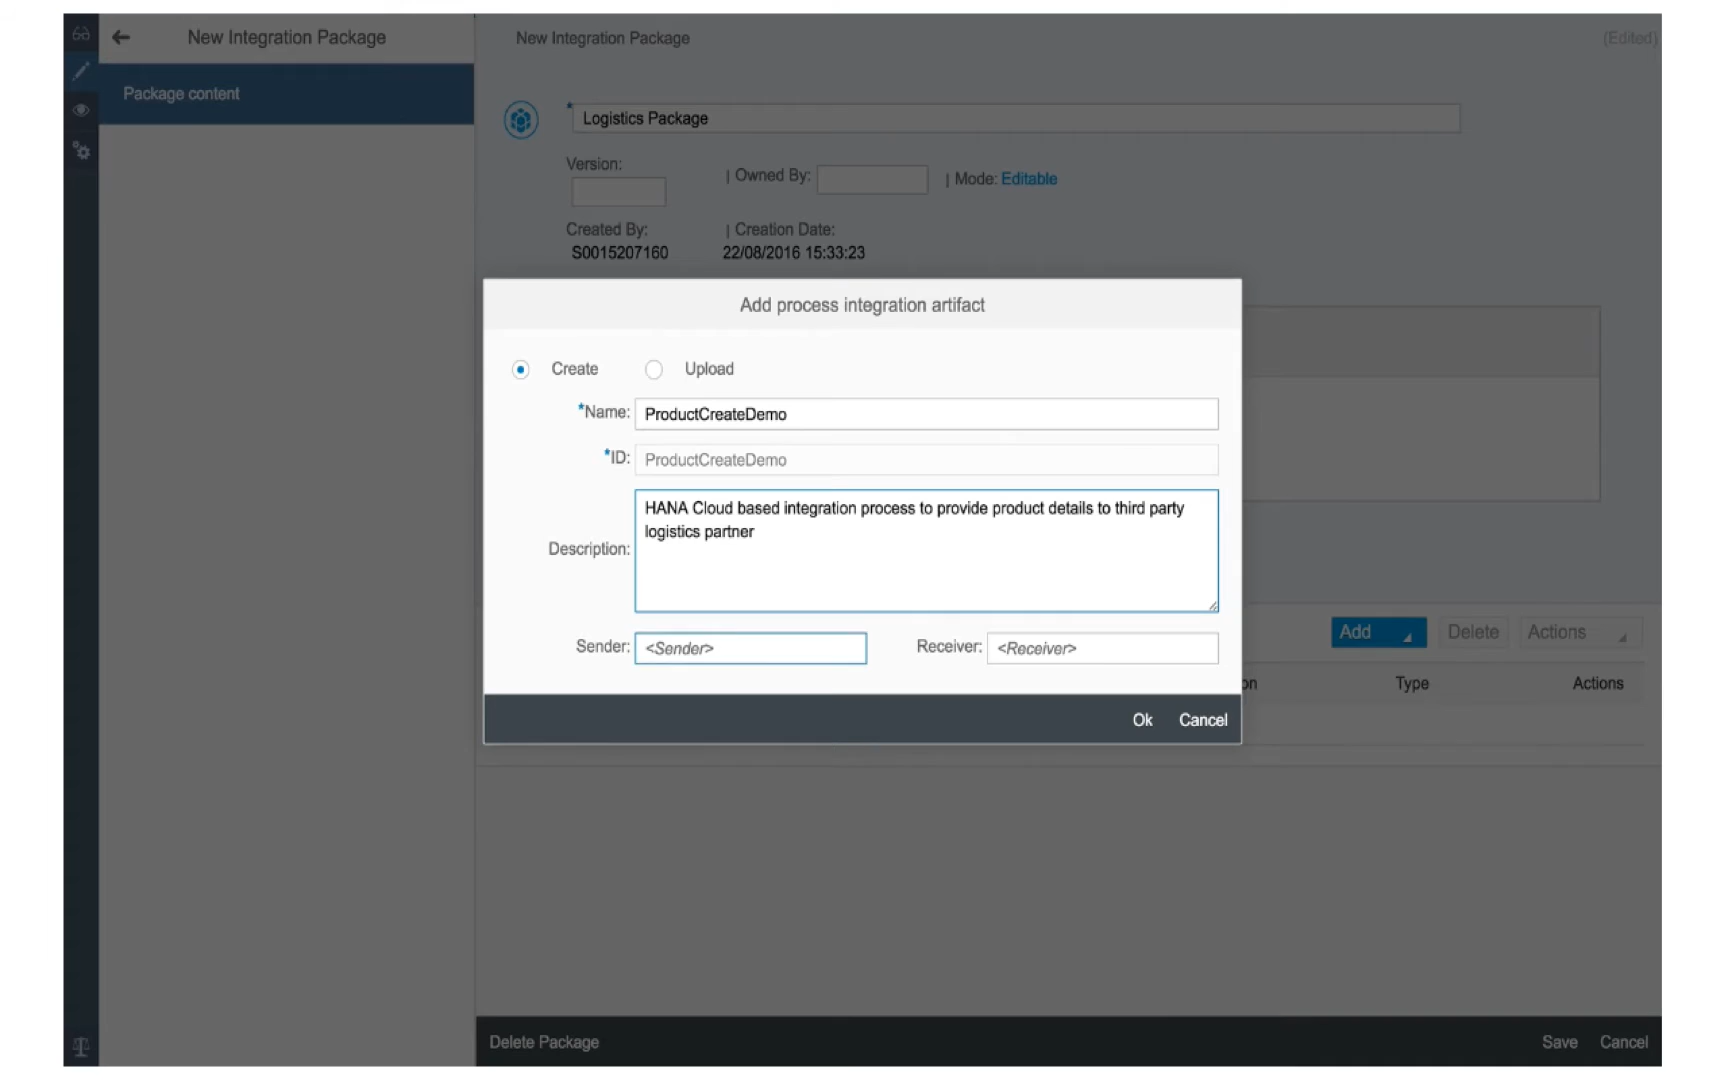 New Integration Package
New Integration Package
(Edited)
Package content
* Logistics Package
Version:
| Owned By:
| Mode: Editable
Created By:
| Creation Date:
S0015207160
22/08/2016 15:33:23
Add process integration artifact
Create
Upload
*Name: ProductCreateDemo
*ID: ProductCreateDemo
Description:
HANA Cloud based integration process to provide product details to third party
logistics partner
Sender: <Sender>
Receiver: <Receiver>
Ok
Cancel
Add
Delete
Actions
on
Type
Actions
Delete Package
Save
Cancel